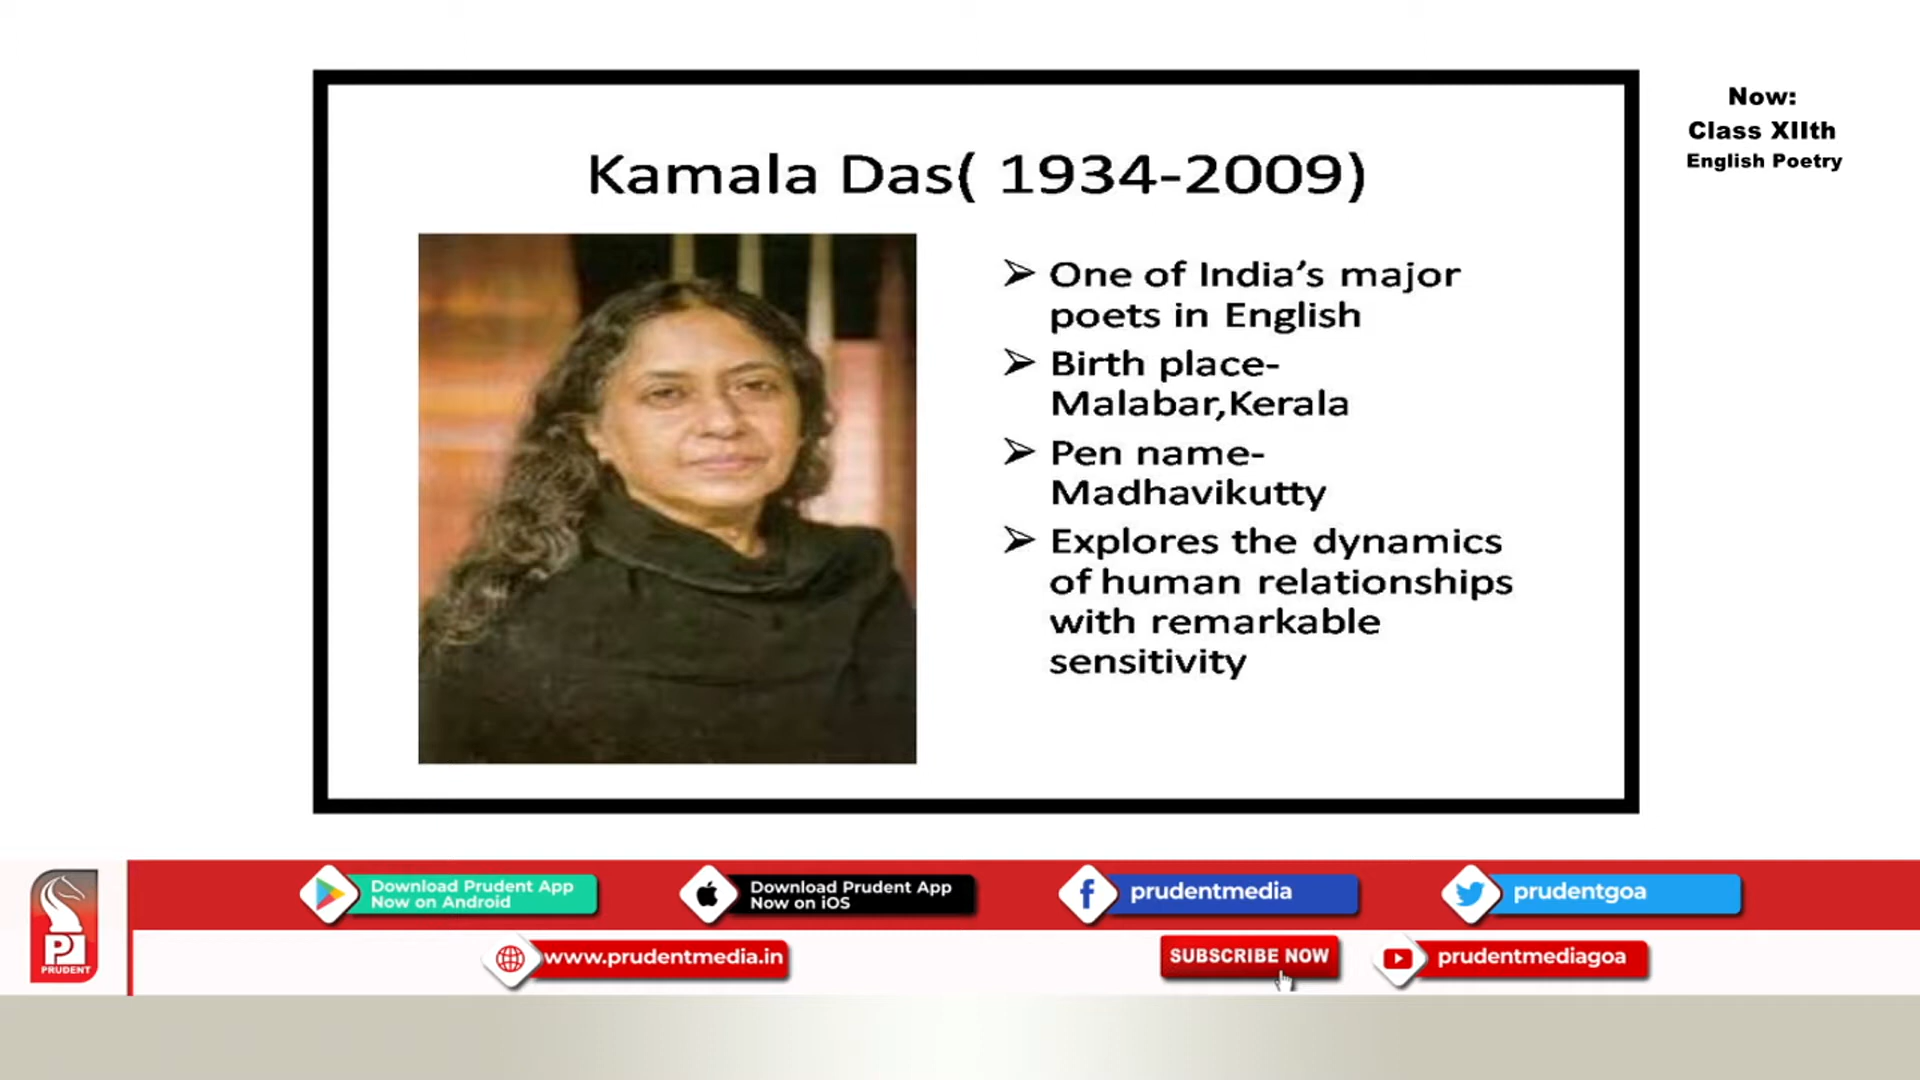 Now:
Class XIIth
English Poetry
Kamala Das( 1934-2009)
➢ One of India's major
poets in English
➢ Birth place-
Malabar,Kerala
➢ Pen name-
Madhavikutty
➢ Explores the dynamics
of human relationships
with remarkable
sensitivity
Download Prudent App
Now on Android
Download Prudent App
Now on iOS
prudentmedia
prudentgoa
PRUDENT
www.prudentmedia.in
SUBSCRIBE NOW
prudentmediagoa